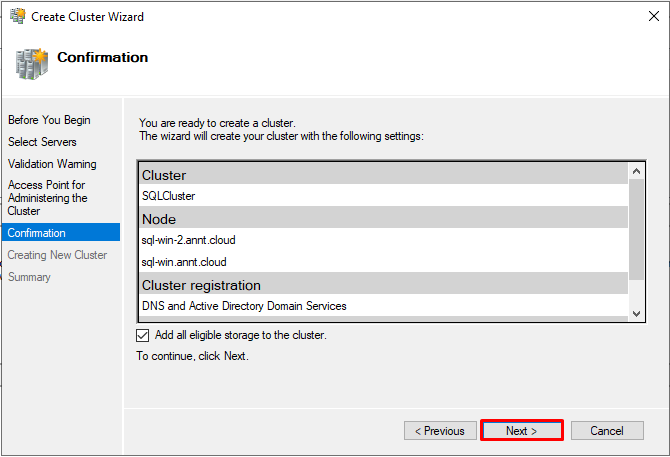 Create Cluster Wizard
Confirmation
Before You Begin
Select Servers
Validation Warning
Access Point for
Administering the
Cluster
Confirmation
Creating New Cluster
Summary
You are ready to create a cluster.
The wizard will create your cluster with the following settings:
Cluster
SQLCluster
Node
sql-win-2.annt.cloud
sql-win.annt.cloud
Cluster registration
DNS and Active Directory Domain Services
Add all eligible storage to the cluster.
To continue, click Next.
< Previous
Next >
Cancel